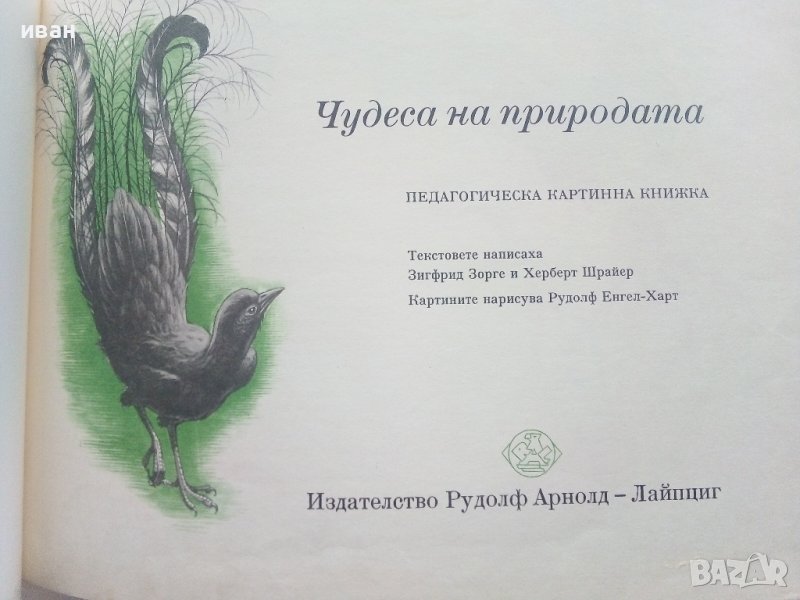 иван
Чудеса на природата
ПЕДАГОГИЧЕСКА КАРТИННА КНИЖКА
Текстовете написаха
Зигфрид Зорге и Херберт Шрайер
Картините нарисува Рудолф Енгел-Харт
Издателство Рудолф Арнолд – Лайпциг
BAZAR